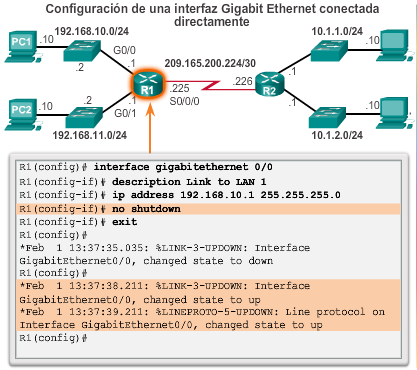 Configuración de una interfaz Gigabit Ethernet conectada
directamente
192.168.10.0/24
10.1.1.0/24
PC1
.10
G0/0
.2
.1
209.165.200.224/30
.1
.10
R1
.225
S0/0/0
.226
R2
PC2
.10
.2
G0/1
.1
.1
.10
192.168.11.0/24
10.1.2.0/24
R1(config)# interface gigabitethernet 0/0
R1(config-if)# description Link to LAN 1
R1(config-if)# ip address 192.168.10.1 255.255.255.0
R1(config-if)# no shutdown
R1(config-if)# exit
R1(config)#
*Feb 1 13:37:35.035: %LINK-3-UPDOWN: Interface
GigabitEthernet0/0, changed state to down
R1(config)#
*Feb 1 13:37:38.211: %LINK-3-UPDOWN: Interface
GigabitEthernet0/0, changed state to up
*Feb 1 13:37:39.211: %LINEPROTO-5-UPDOWN: Line protocol on
Interface GigabitEthernet0/0, changed state to up
R1(config)#